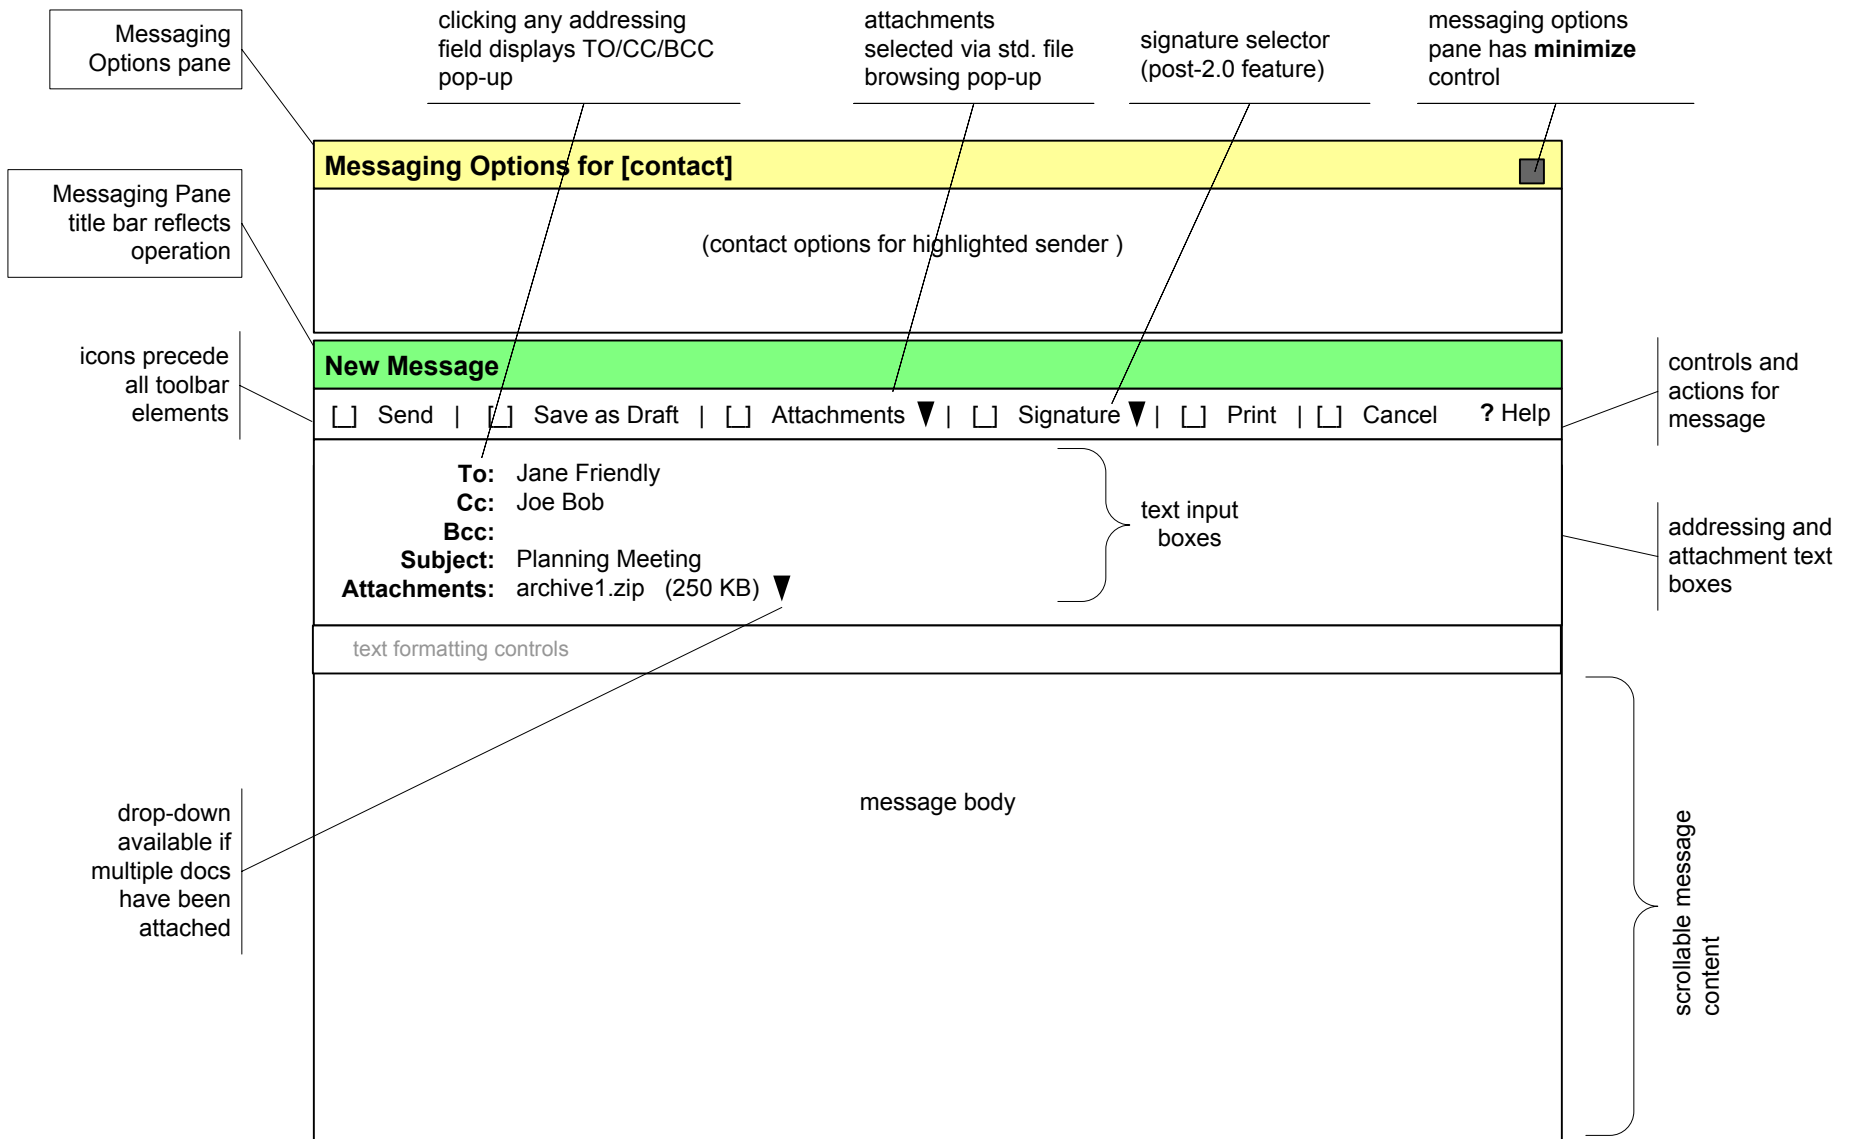 Messaging
Options pane
clicking any addressing
field displays TO/CC/BCC
pop-up
attachments
selected via std. file
browsing pop-up
signature selector
(post-2.0 feature)
messaging options
pane has minimize
control
Messaging Options for [contact]
Messaging Pane
title bar reflects
operation
(contact options for highlighted sender )
icons precede
all toolbar
elements
New Message
[_] Send | [_] Save as Draft | [_] Attachments ▼ | [_] Signature ▼ | [_] Print | [_] Cancel ? Help
controls and
actions for
message
To: Jane Friendly
Cc: Joe Bob
Bcc:
Subject: Planning Meeting
Attachments: archive1.zip (250 KB) ▼
text input
boxes
addressing and
attachment text
boxes
text formatting controls
message body
drop-down
available if
multiple docs
have been
attached
scrollable message
content